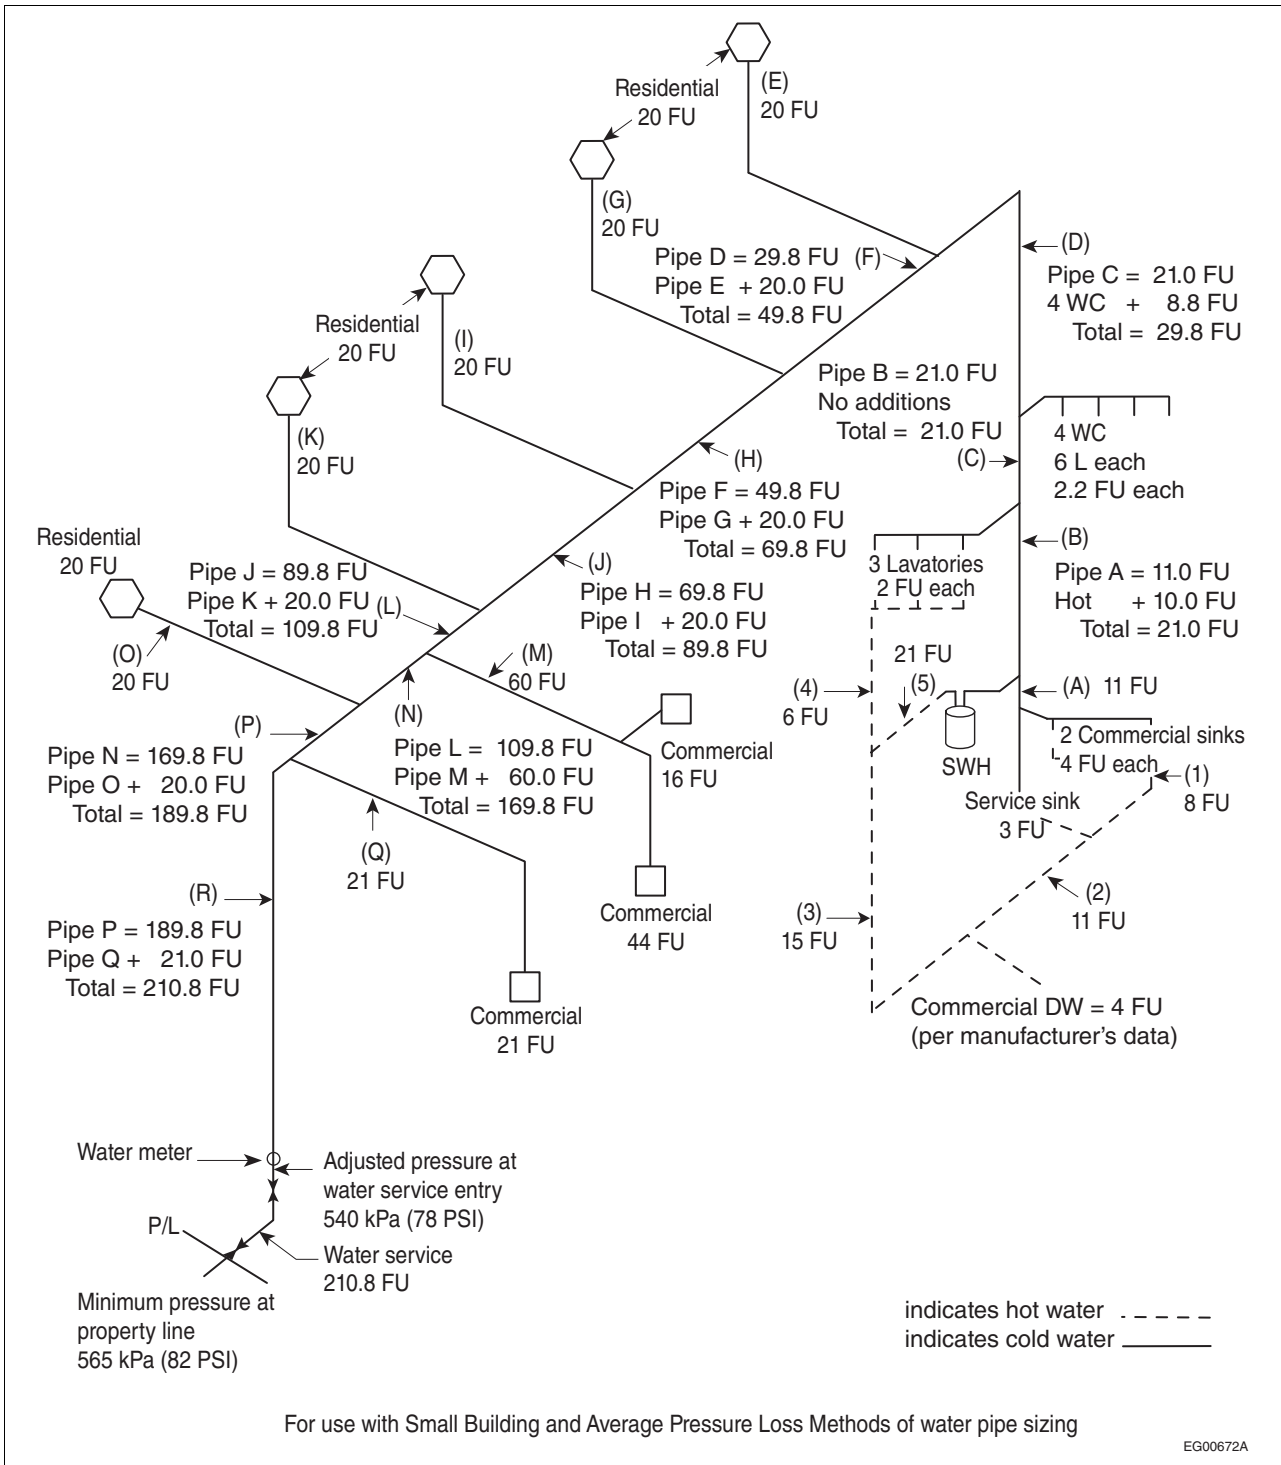 (E)
20 FU
Residential
20 FU
(G)
20 FU
Pipe D = 29.8 FU
Pipe E + 20.0 FU
Total = 49.8 FU
(F)
(D)
Pipe C = 21.0 FU
4 WC + 8.8 FU
Total = 29.8 FU
Residential
20 FU
(I)
20 FU
Pipe B = 21.0 FU
No additions
Total = 21.0 FU
(C)
4 WC
6 L each
2.2 FU each
(K)
20 FU
(H)
Pipe F = 49.8 FU
Pipe G + 20.0 FU
Total = 69.8 FU
(B)
Pipe A = 11.0 FU
Hot + 10.0 FU
Total = 21.0 FU
3 Lavatories
2 FU each
Residential
20 FU
Pipe J = 89.8 FU
Pipe K + 20.0 FU
Total = 109.8 FU
(L)
(J)
Pipe H = 69.8 FU
Pipe I + 20.0 FU
Total = 89.8 FU
(O)
20 FU
(M)
60 FU
21 FU
(5)
(4)
6 FU
(A) 11 FU
(N)
(P)
Pipe N = 169.8 FU
Pipe O + 20.0 FU
Total = 189.8 FU
Pipe L = 109.8 FU
Pipe M + 60.0 FU
Total = 169.8 FU
Commercial
16 FU
SWH
2 Commercial sinks
4 FU each
(1)
8 FU
Service sink
3 FU
(Q)
21 FU
(R)
Pipe P = 189.8 FU
Pipe Q + 21.0 FU
Total = 210.8 FU
Commercial
44 FU
(2)
11 FU
(3)
15 FU
Commercial
21 FU
Commercial DW = 4 FU
(per manufacturer's data)
Water meter
Adjusted pressure at
water service entry
540 kPa (78 PSI)
P/L
Water service
210.8 FU
Minimum pressure at
property line
565 kPa (82 PSI)
indicates hot water
indicates cold water
For use with Small Building and Average Pressure Loss Methods of water pipe sizing
EG00672A